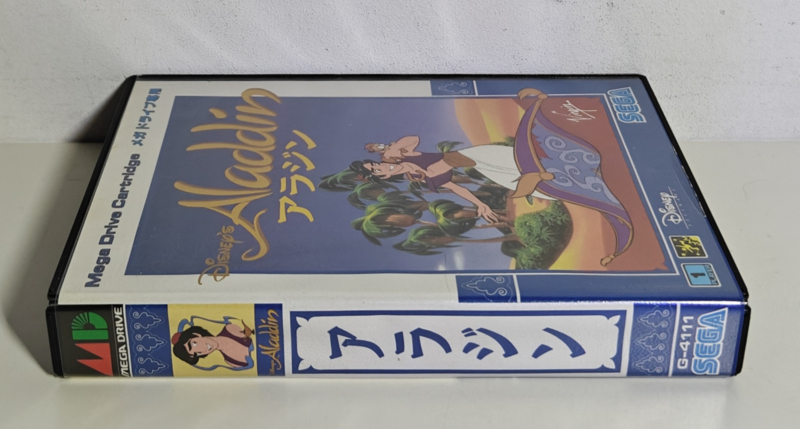 Mega Drive Cartridge メガドライブ専用
DISNEY'S
Aladdin
アラジン
Virgin
SEGA
Disney
1
MEGA DRIVE
Aladdin
アラジン
G-4111
SEGA